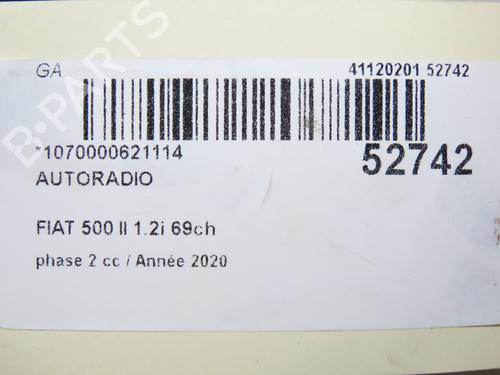 GA 41120201 52742
*1070000621114 52742
AUTORADIO
FIAT 500 II 1.2i 69ch
phase 2 cc / Année 2020
B-PARTS